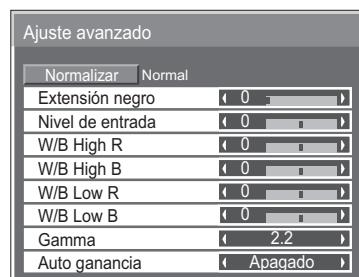 Ajuste avanzado
Normalizar Normal
Extensión negro 0
Nivel de entrada 0
W/B High R 0
W/B High B 0
W/B Low R 0
W/B Low B 0
Gamma 2.2
Auto ganancia Apagado